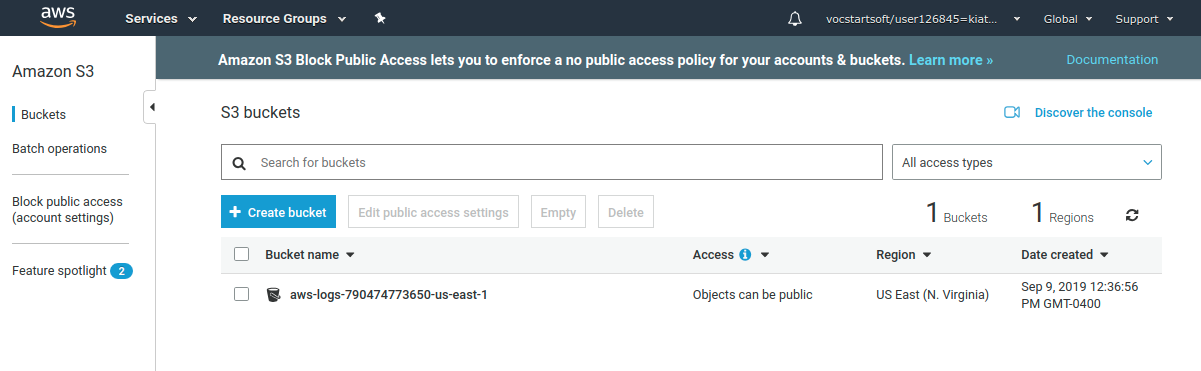 aws
Services
Resource Groups
vocstartsoft/user126845=kiat...
Global
Support
Amazon S3
Buckets
Batch operations
Block public access
(account settings)
Feature spotlight 2
Amazon S3 Block Public Access lets you to enforce a no public access policy for your accounts & buckets. Learn more »
Documentation
S3 buckets
Discover the console
Search for buckets
All access types
+ Create bucket
Edit public access settings
Empty
Delete
1 Buckets
1 Regions
Bucket name
Access
Region
Date created
aws-logs-790474773650-us-east-1
Objects can be public
US East (N. Virginia)
Sep 9, 2019 12:36:56
PM GMT-0400